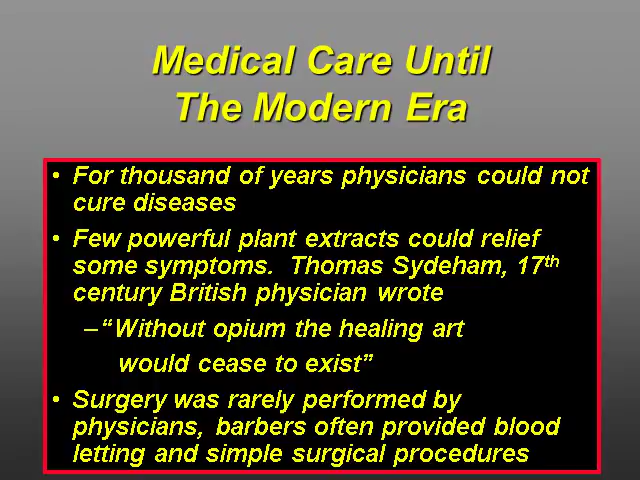 Medical Care Until
The Modern Era
• For thousand of years physicians could not
cure diseases
• Few powerful plant extracts could relief
some symptoms. Thomas Sydeham, 17th
century British physician wrote
–“Without opium the healing art
would cease to exist”
• Surgery was rarely performed by
physicians, barbers often provided blood
letting and simple surgical procedures